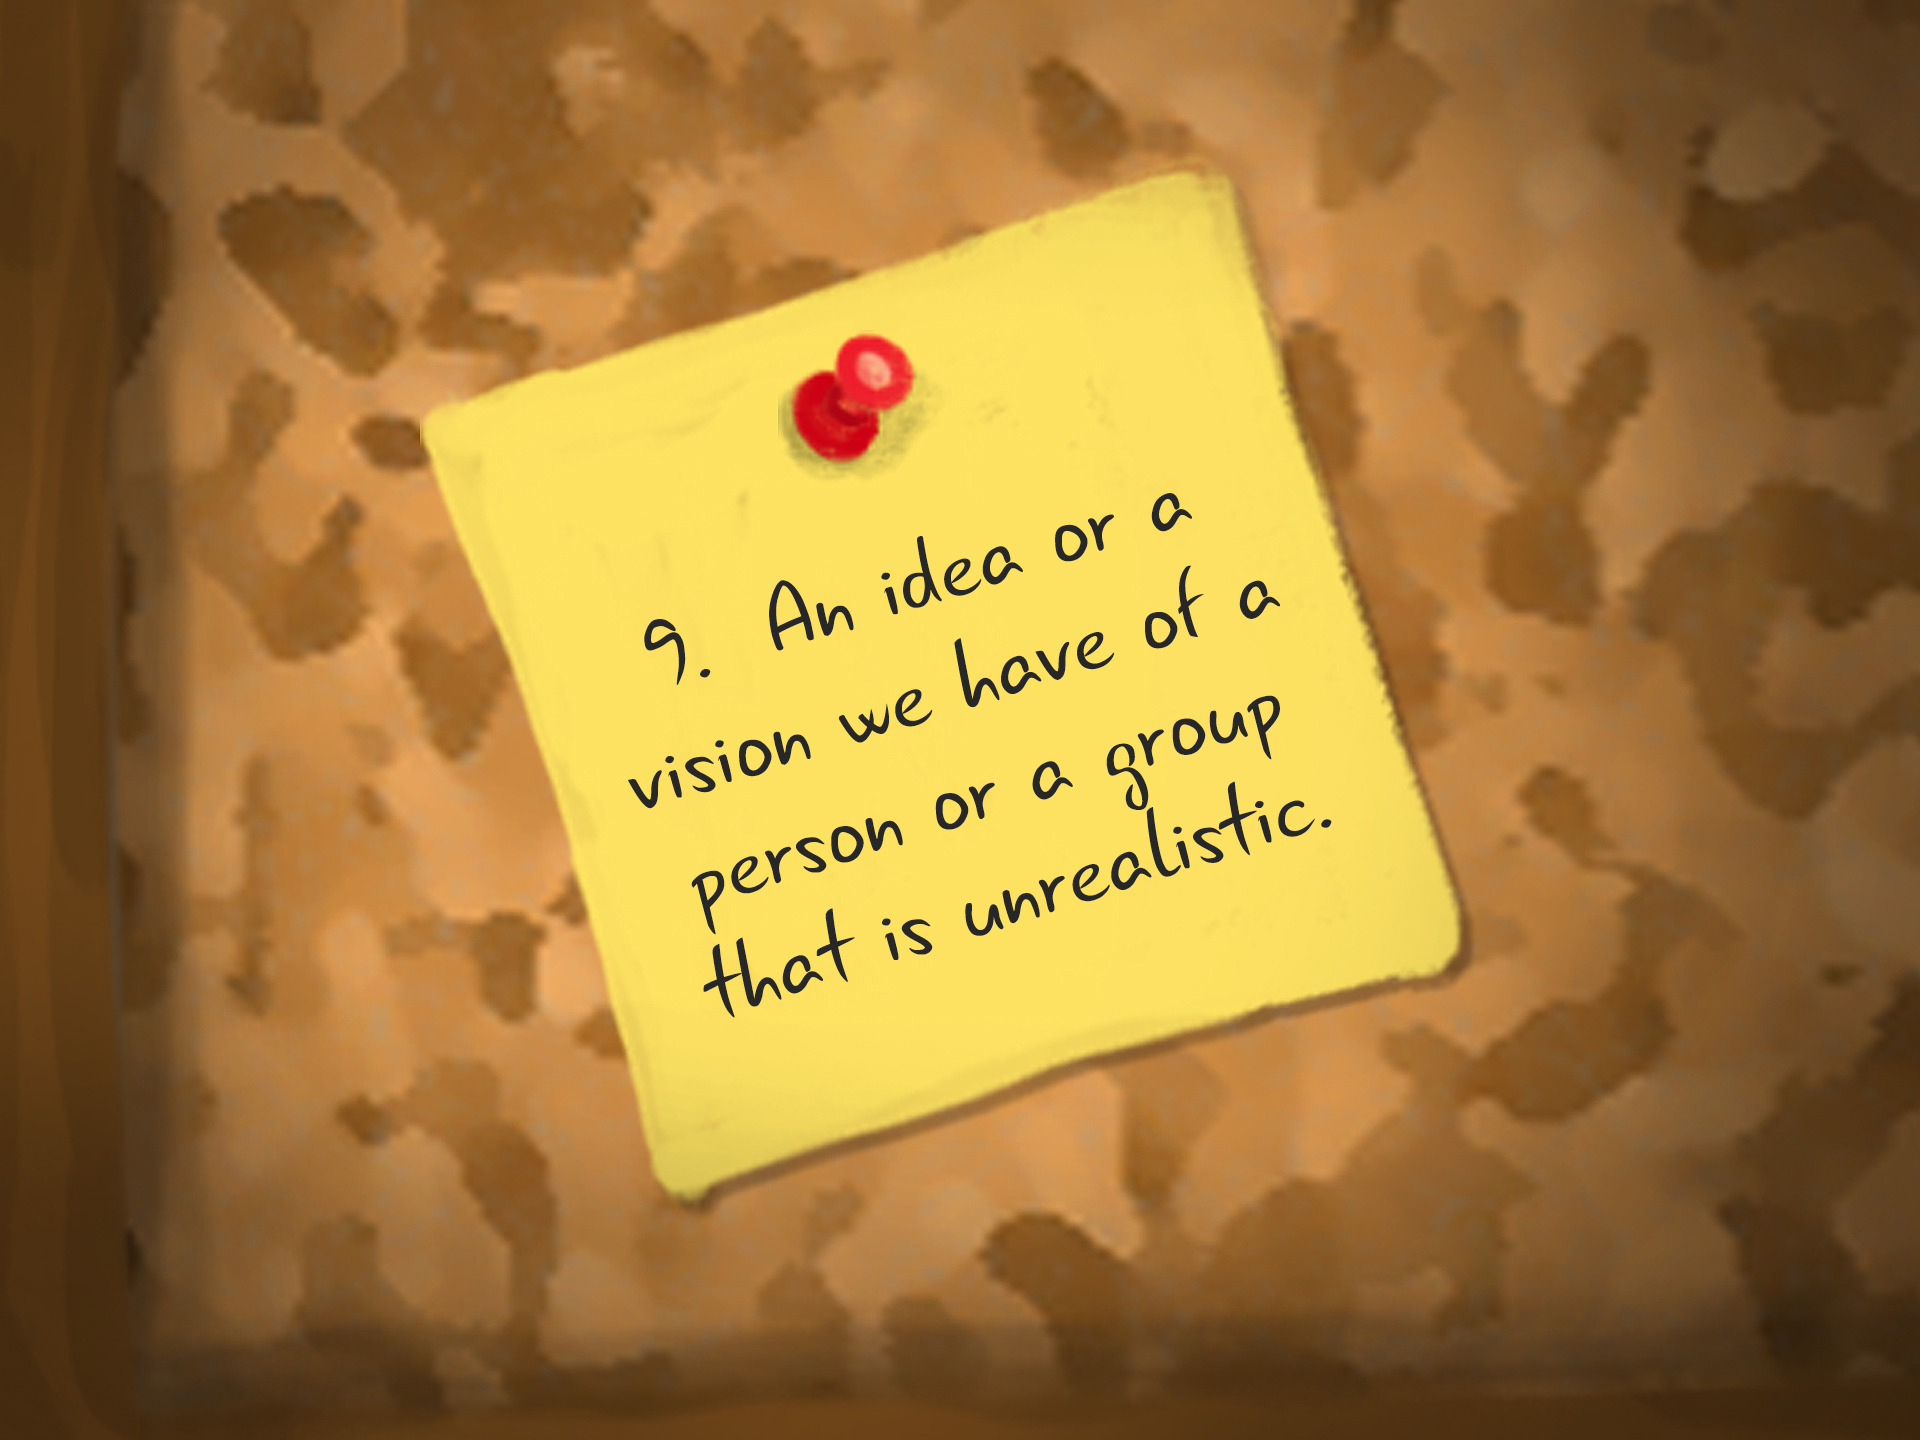 9. An idea or a
vision we have of a
person or a group
that is unrealistic.